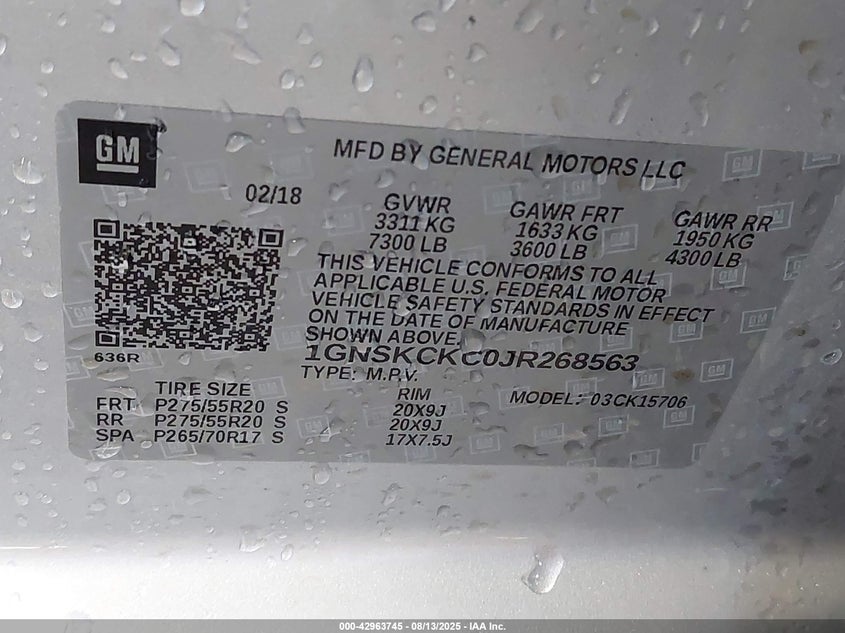 GM
MFD BY GENERAL MOTORS LLC
02/18
GVWR
3311 KG
7300 LB
GAWR FRT
1633 KG
3600 LB
GAWR RR
1950 KG
4300 LB
THIS VEHICLE CONFORMS TO ALL
APPLICABLE U.S. FEDERAL MOTOR
VEHICLE SAFETY STANDARDS IN EFFECT
ON THE DATE OF MANUFACTURE
SHOWN ABOVE.
1GNSKCKC0JR268563
TYPE: M.P.V.
636R
TIRE SIZE
RIM
MODEL: 03CK15706
FRT P275/55R20 S 20X9J
RR P275/55R20 S 20X9J
SPA P265/70R17 S 17X7.5J
000-42963745 - 08/13/2025 - IAA Inc.